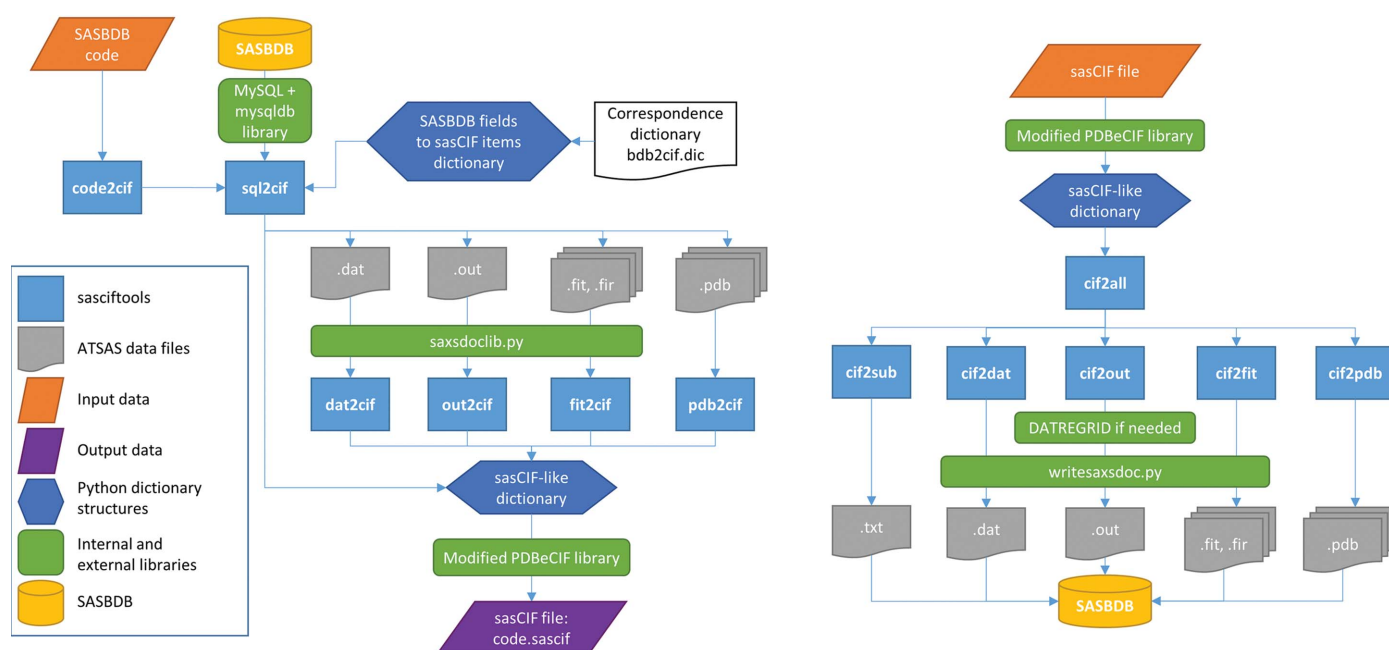 SASBDB
code
SASBDB
MySQL +
mysqldb
library
SASBDB fields
to sasCIF items
dictionary
Correspondence
dictionary
bdb2cif.dic
code2cif
sql2cif
.dat
.out
.fit, .fir
.pdb
saxsdoclib.py
dat2cif
out2cif
fit2cif
pdb2cif
sasCIF-like
dictionary
Modified PDBeCIF library
sasCIF file:
code.sascif
sasciftools
ATSAS data files
Input data
Output data
Python dictionary
structures
Internal and
external libraries
SASBDB
sasCIF file
Modified PDBeCIF library
sasCIF-like
dictionary
cif2all
cif2sub
cif2dat
cif2out
cif2fit
cif2pdb
DATREGRID if needed
writesaxsdoc.py
.txt
.dat
.out
.fit, .fir
.pdb
SASBDB